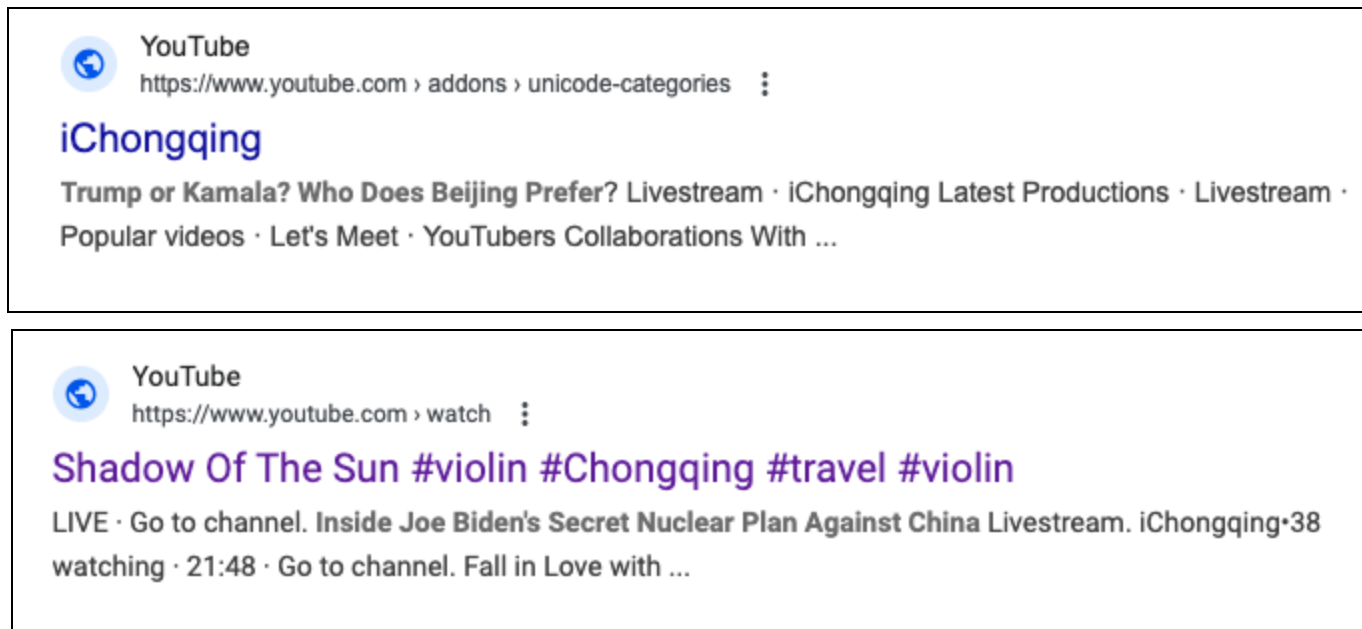 YouTube
https://www.youtube.com › addons › unicode-categories
iChongqing
Trump or Kamala? Who Does Beijing Prefer? Livestream · iChongqing Latest Productions · Livestream ·
Popular videos · Let's Meet · YouTubers Collaborations With ...
YouTube
https://www.youtube.com › watch
Shadow Of The Sun #violin #Chongqing #travel #violin
LIVE · Go to channel. Inside Joe Biden's Secret Nuclear Plan Against China Livestream. iChongqing•38
watching · 21:48 · Go to channel. Fall in Love with ...